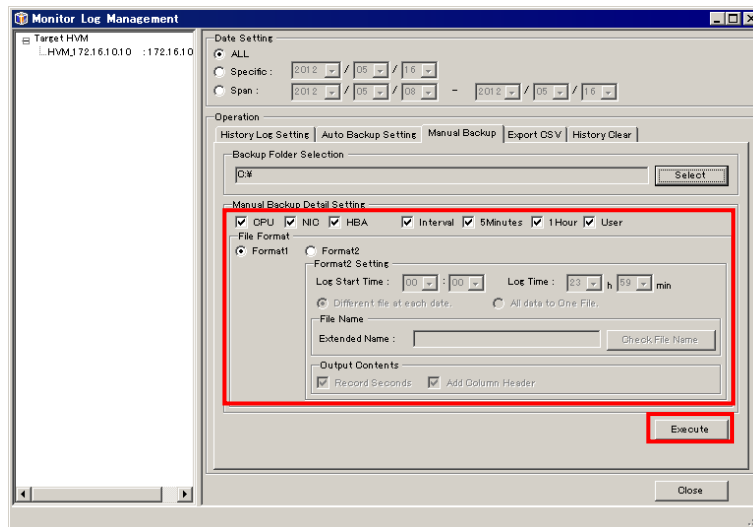 Monitor Log Management
Target HVM
HVM_172.16.10.10 : 172.16.10
Date Setting
ALL
Specific : 2012 / 05 / 16
Span : 2012 / 05 / 08 - 2012 / 05 / 16
Operation
History Log Setting Auto Backup Setting Manual Backup Export CSV History Clear
Backup Folder Selection
C:¥ Select
Manual Backup Detail Setting
CPU NIC HBA Interval 5Minutes 1Hour User
File Format
Format1 Format2
Format2 Setting
Log Start Time : 00 : 00 Log Time : 23 h 59 min
Different file at each date. All data to One File.
File Name
Extended Name : Check File Name
Output Contents
Record Seconds Add Column Header
Execute
Close